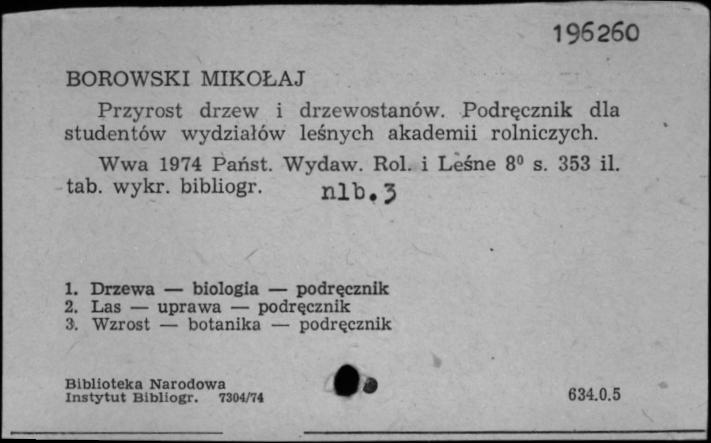 196260
BOROWSKI MIKOŁAJ
Przyrost drzew i drzewostanów. Podręcznik dla
studentów wydziałów leśnych akademii rolniczych.
Wwa 1974 Państ. Wydaw. Rol. i Leśne 8⁰ s. 353 il.
tab. wykr. bibliogr. nlb.3
1. Drzewa — biologia — podręcznik
2. Las — uprawa — podręcznik
3. Wzrost — botanika — podręcznik
Biblioteka Narodowa
Instytut Bibliogr. 7304/74 634.0.5